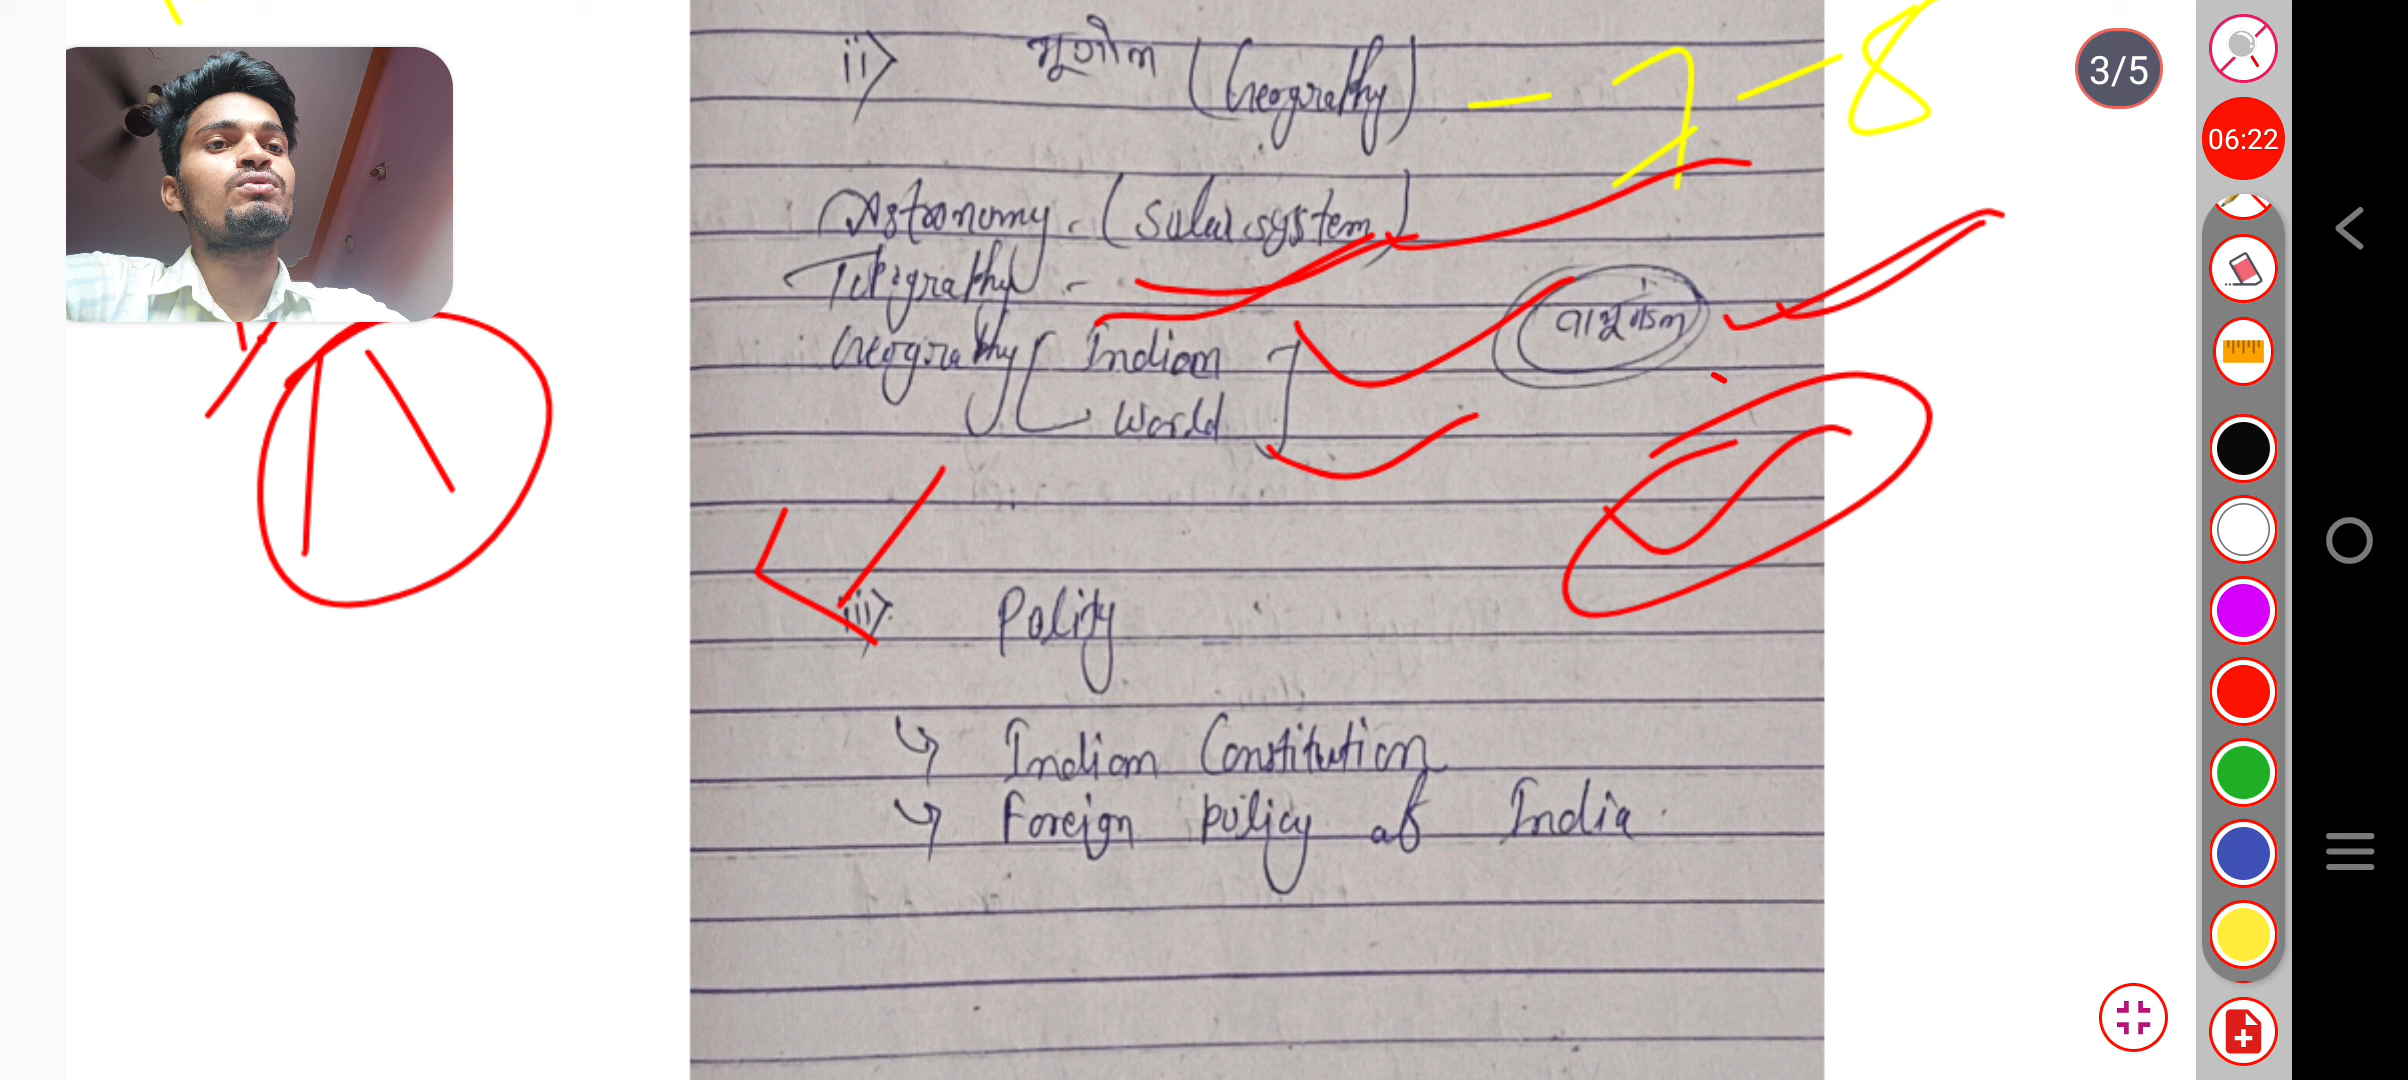 ii) भूगोल (Geography) - 7-8
Astronomy. (Solar system)
Topography -
Geography [ Indian ]
World
वायुमंडल
iii) Polity
↳ Indian Constitution
↳ Foreign policy of India.
3/5
06:22